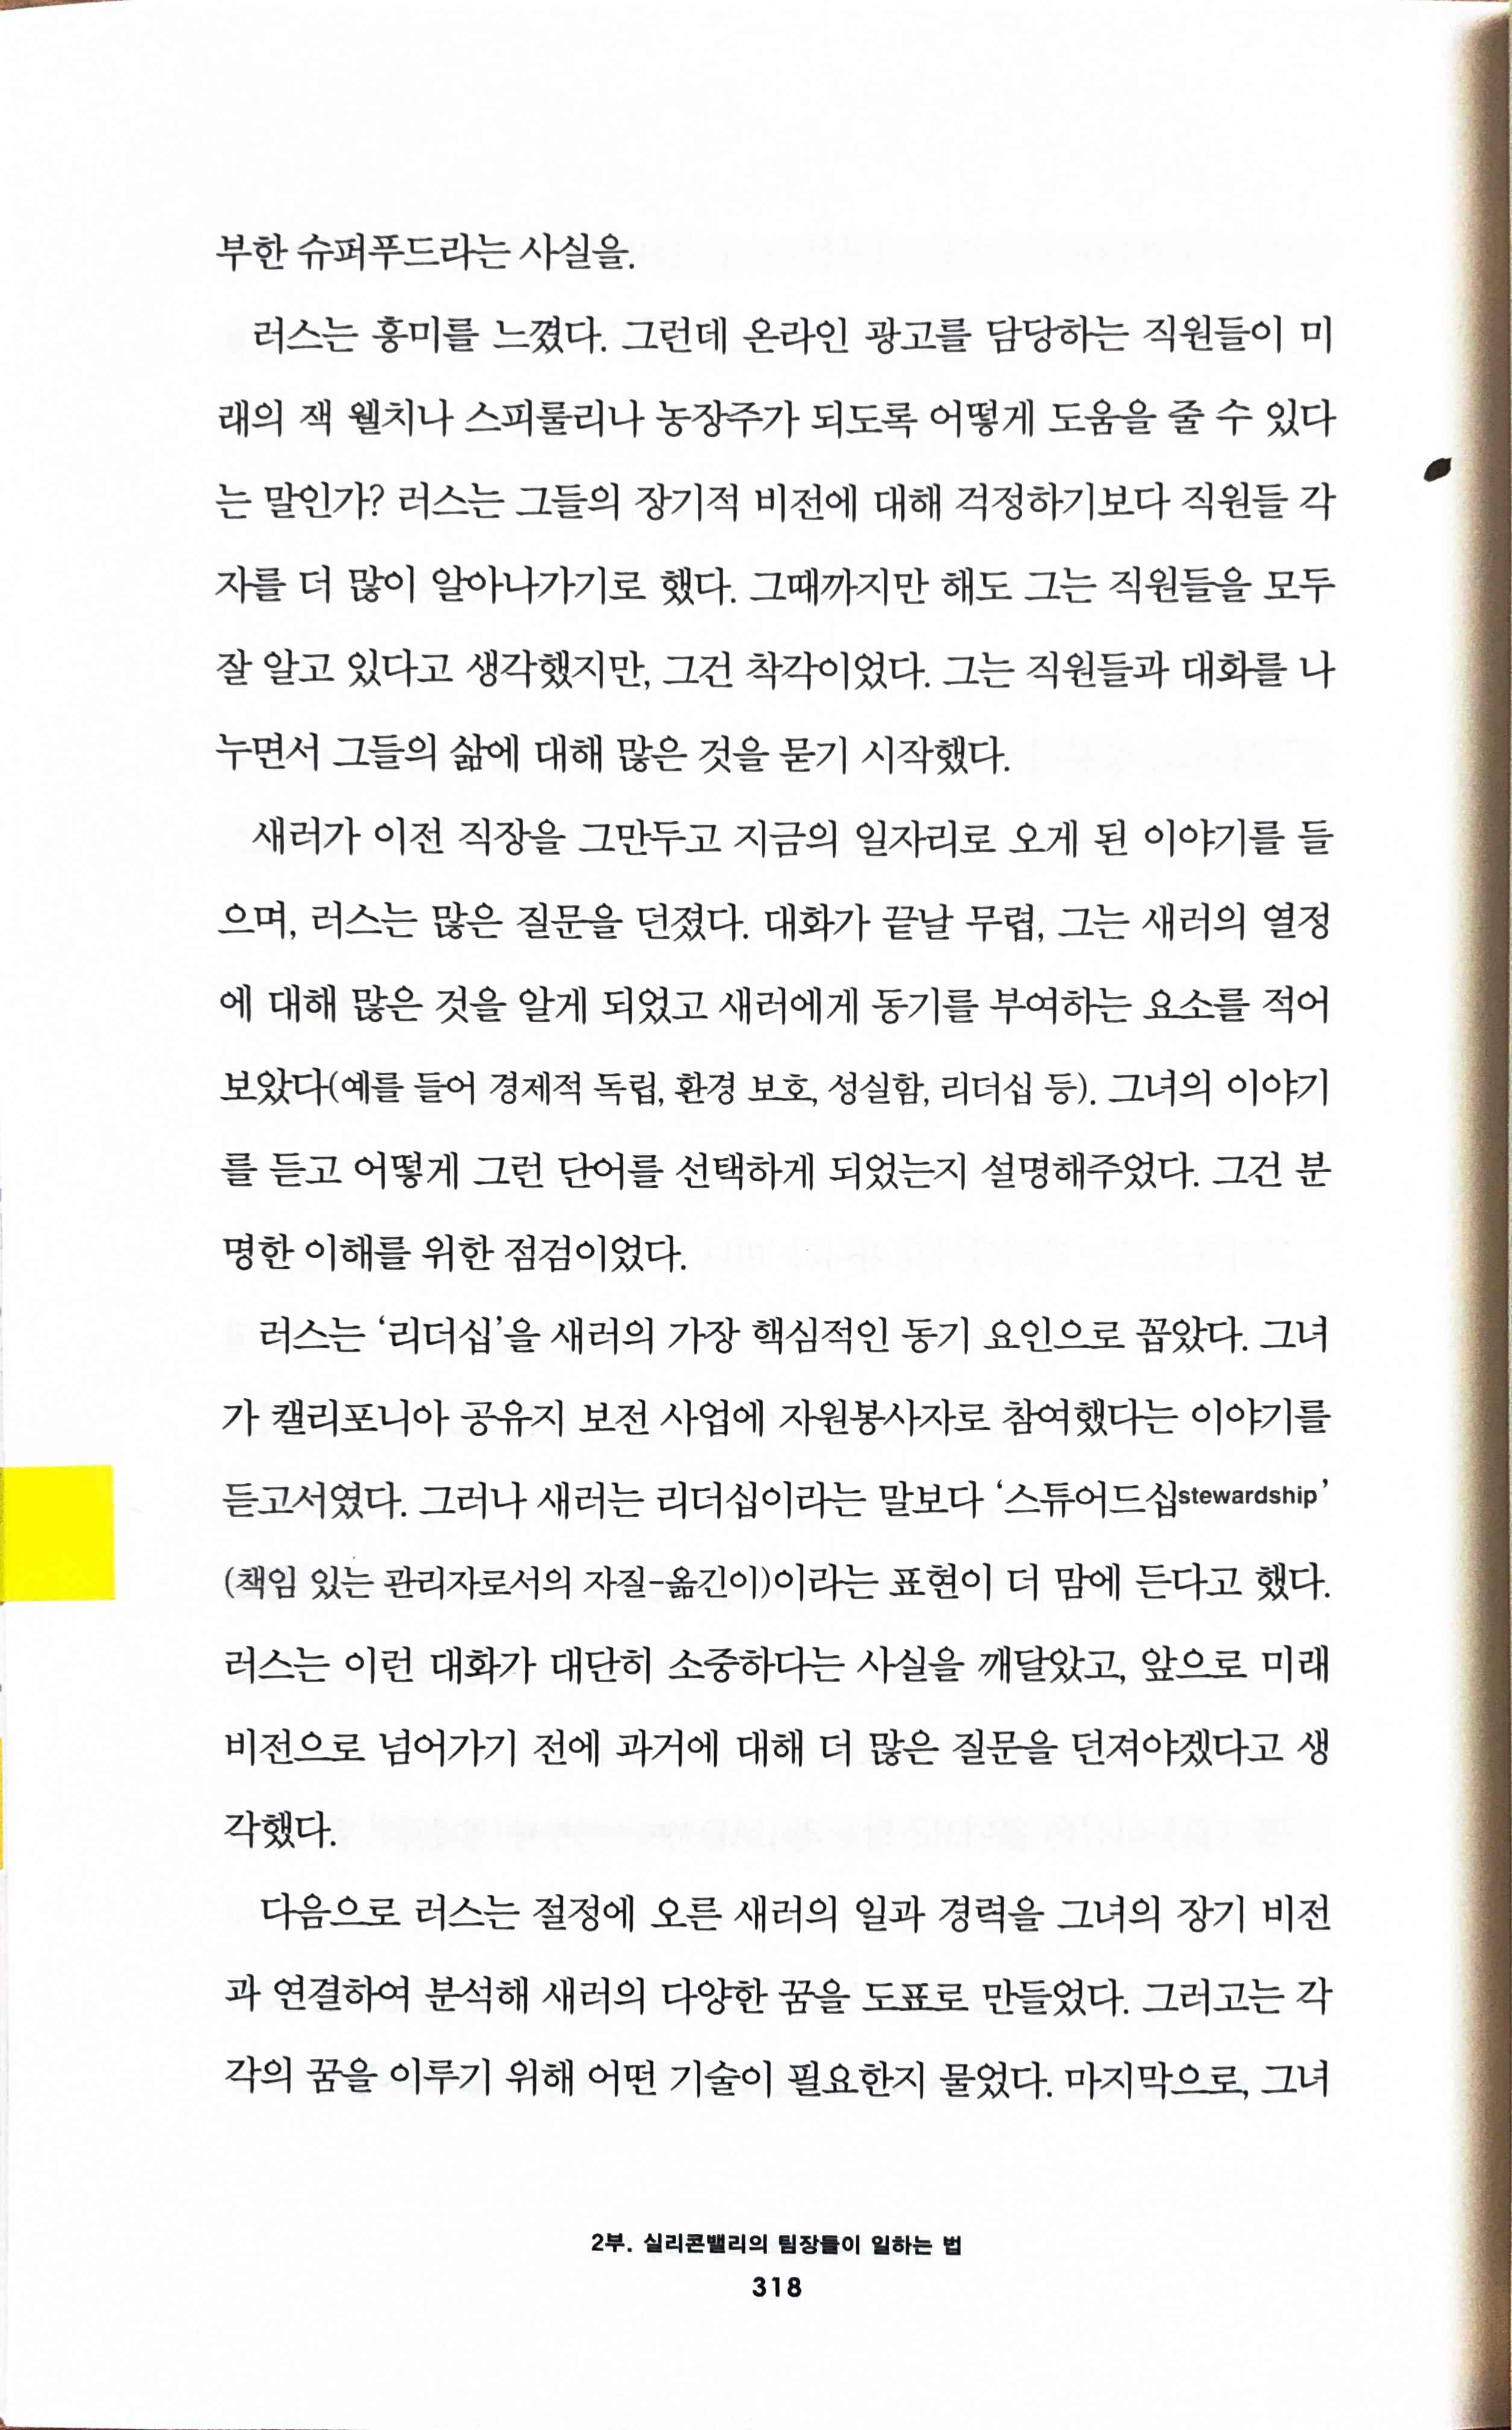 부한 슈퍼푸드라는 사실을.
러스는 흥미를 느꼈다. 그런데 온라인 광고를 담당하는 직원들이 미
래의 잭 웰치나 스피룰리나 농장주가 되도록 어떻게 도움을 줄 수 있다
는 말인가? 러스는 그들의 장기적 비전에 대해 걱정하기보다 직원들 각
자를 더 많이 알아나가기로 했다. 그때까지만 해도 그는 직원들을 모두
잘 알고 있다고 생각했지만, 그건 착각이었다. 그는 직원들과 대화를 나
누면서 그들의 삶에 대해 많은 것을 묻기 시작했다.
새러가 이전 직장을 그만두고 지금의 일자리로 오게 된 이야기를 들
으며, 러스는 많은 질문을 던졌다. 대화가 끝날 무렵, 그는 새러의 열정
에 대해 많은 것을 알게 되었고 새러에게 동기를 부여하는 요소를 적어
보았다(예를 들어 경제적 독립, 환경 보호, 성실함, 리더십 등). 그녀의 이야기
를 듣고 어떻게 그런 단어를 선택하게 되었는지 설명해주었다. 그건 분
명한 이해를 위한 점검이었다.
러스는 ‘리더십’을 새러의 가장 핵심적인 동기 요인으로 꼽았다. 그녀
가 캘리포니아 공유지 보전 사업에 자원봉사자로 참여했다는 이야기를
듣고서였다. 그러나 새러는 리더십이라는 말보다 ‘스튜어드십stewardship’
(책임 있는 관리자로서의 자질-옮긴이)이라는 표현이 더 맘에 든다고 했다.
러스는 이런 대화가 대단히 소중하다는 사실을 깨달았고, 앞으로 미래
비전으로 넘어가기 전에 과거에 대해 더 많은 질문을 던져야겠다고 생
각했다.
다음으로 러스는 절정에 오른 새러의 일과 경력을 그녀의 장기 비전
과 연결하여 분석해 새러의 다양한 꿈을 도표로 만들었다. 그러고는 각
각의 꿈을 이루기 위해 어떤 기술이 필요한지 물었다. 마지막으로, 그녀
2부. 실리콘밸리의 팀장들이 일하는 법
318